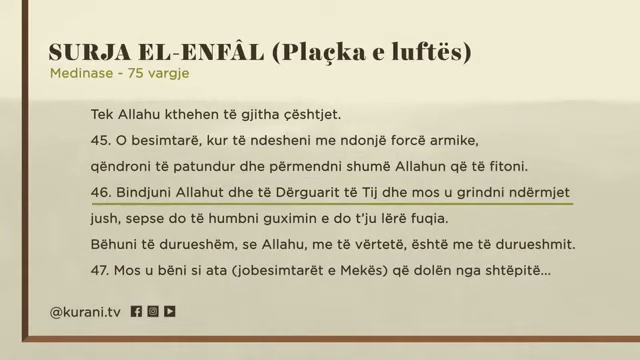 SURJA EL-ENFÂL (Plaçka e luftës)
Medinase - 75 vargje
Tek Allahu kthehen të gjitha çështjet.
45. O besimtarë, kur të ndesheni me ndonjë forcë armike,
qëndroni të patundur dhe përmendni shumë Allahun që të fitoni.
46. Bindjuni Allahut dhe të Dërguarit të Tij dhe mos u grindni ndërmjet
jush, sepse do të humbni guximin e do t'ju lërë fuqia.
Bëhuni të durueshëm, se Allahu, me të vërtetë, është me të durueshmit.
47. Mos u bëni si ata (jobesimtarët e Mekës) që dolën nga shtëpitë...
@kurani.tv